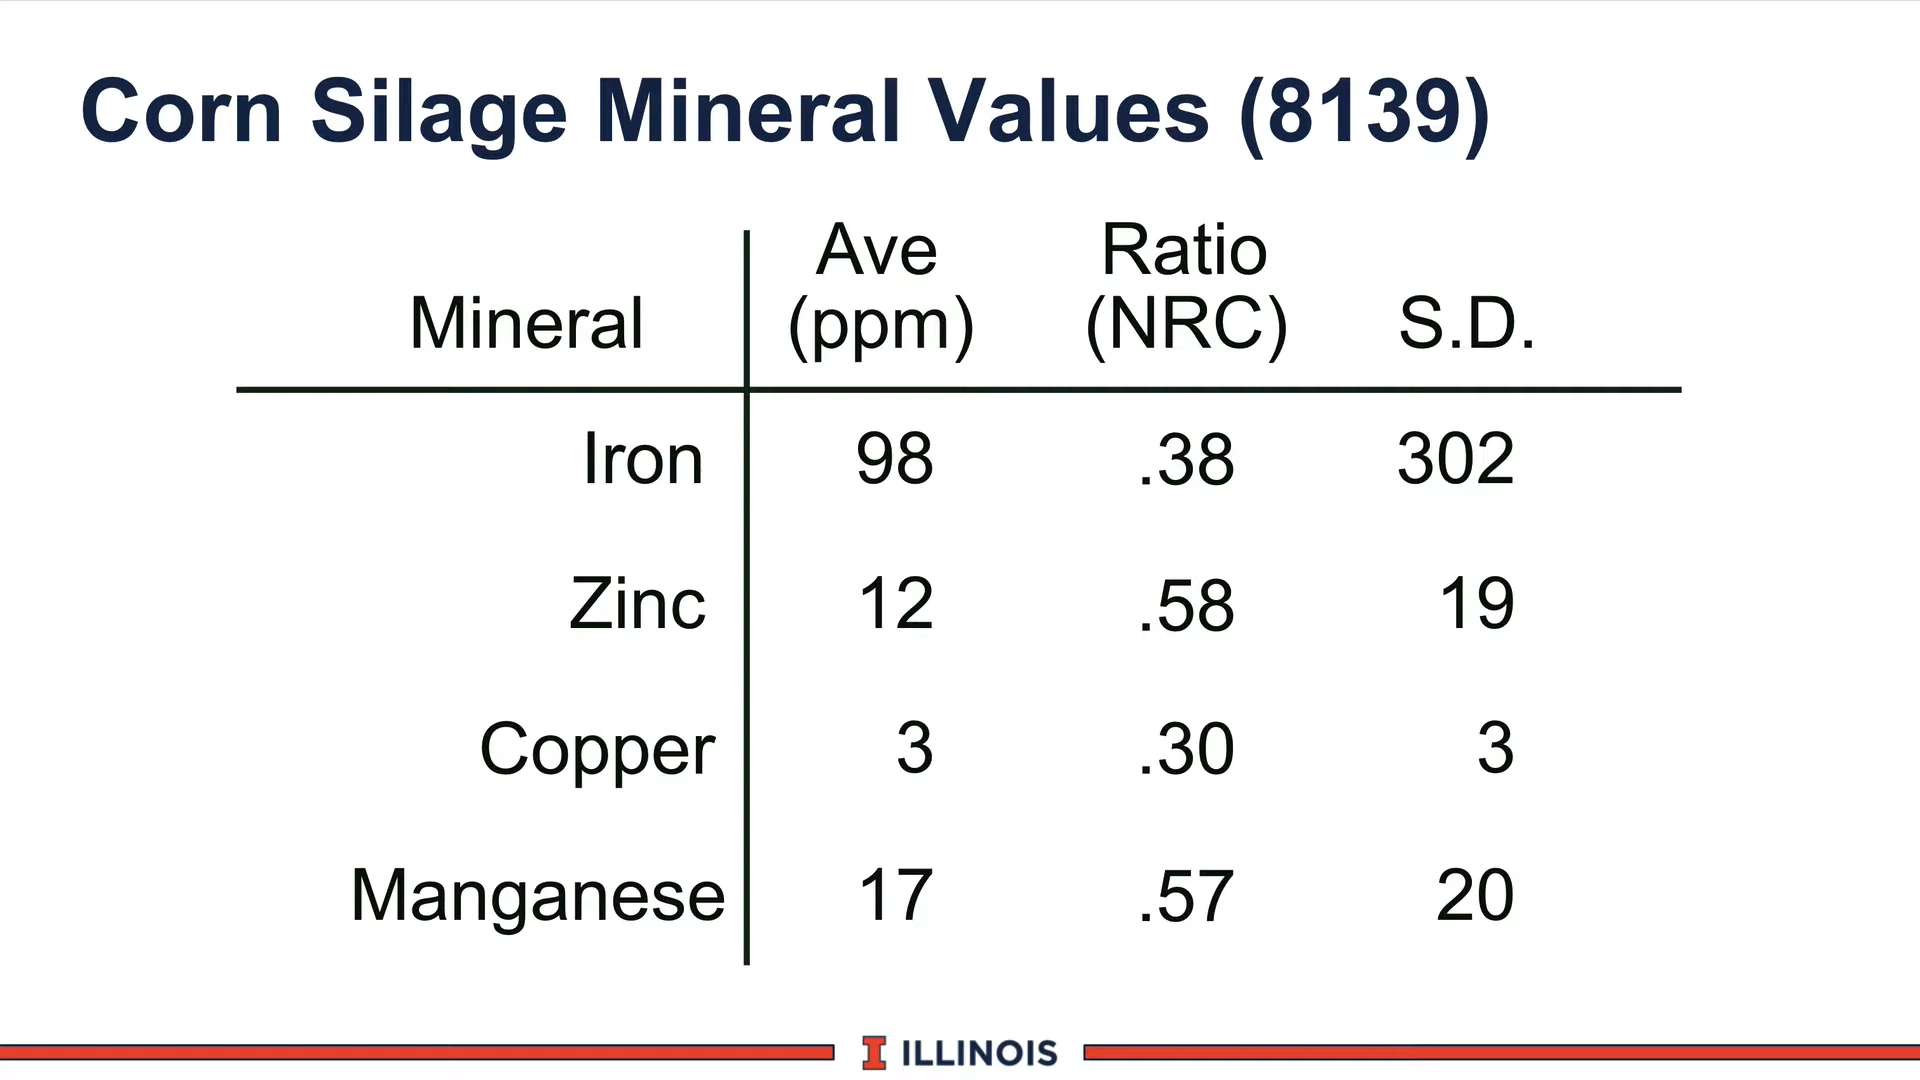 Corn Silage Mineral Values (8139)
Mineral Ave (ppm) Ratio (NRC) S.D.
Iron 98 .38 302
Zinc 12 .58 19
Copper 3 .30 3
Manganese 17 .57 20
I ILLINOIS